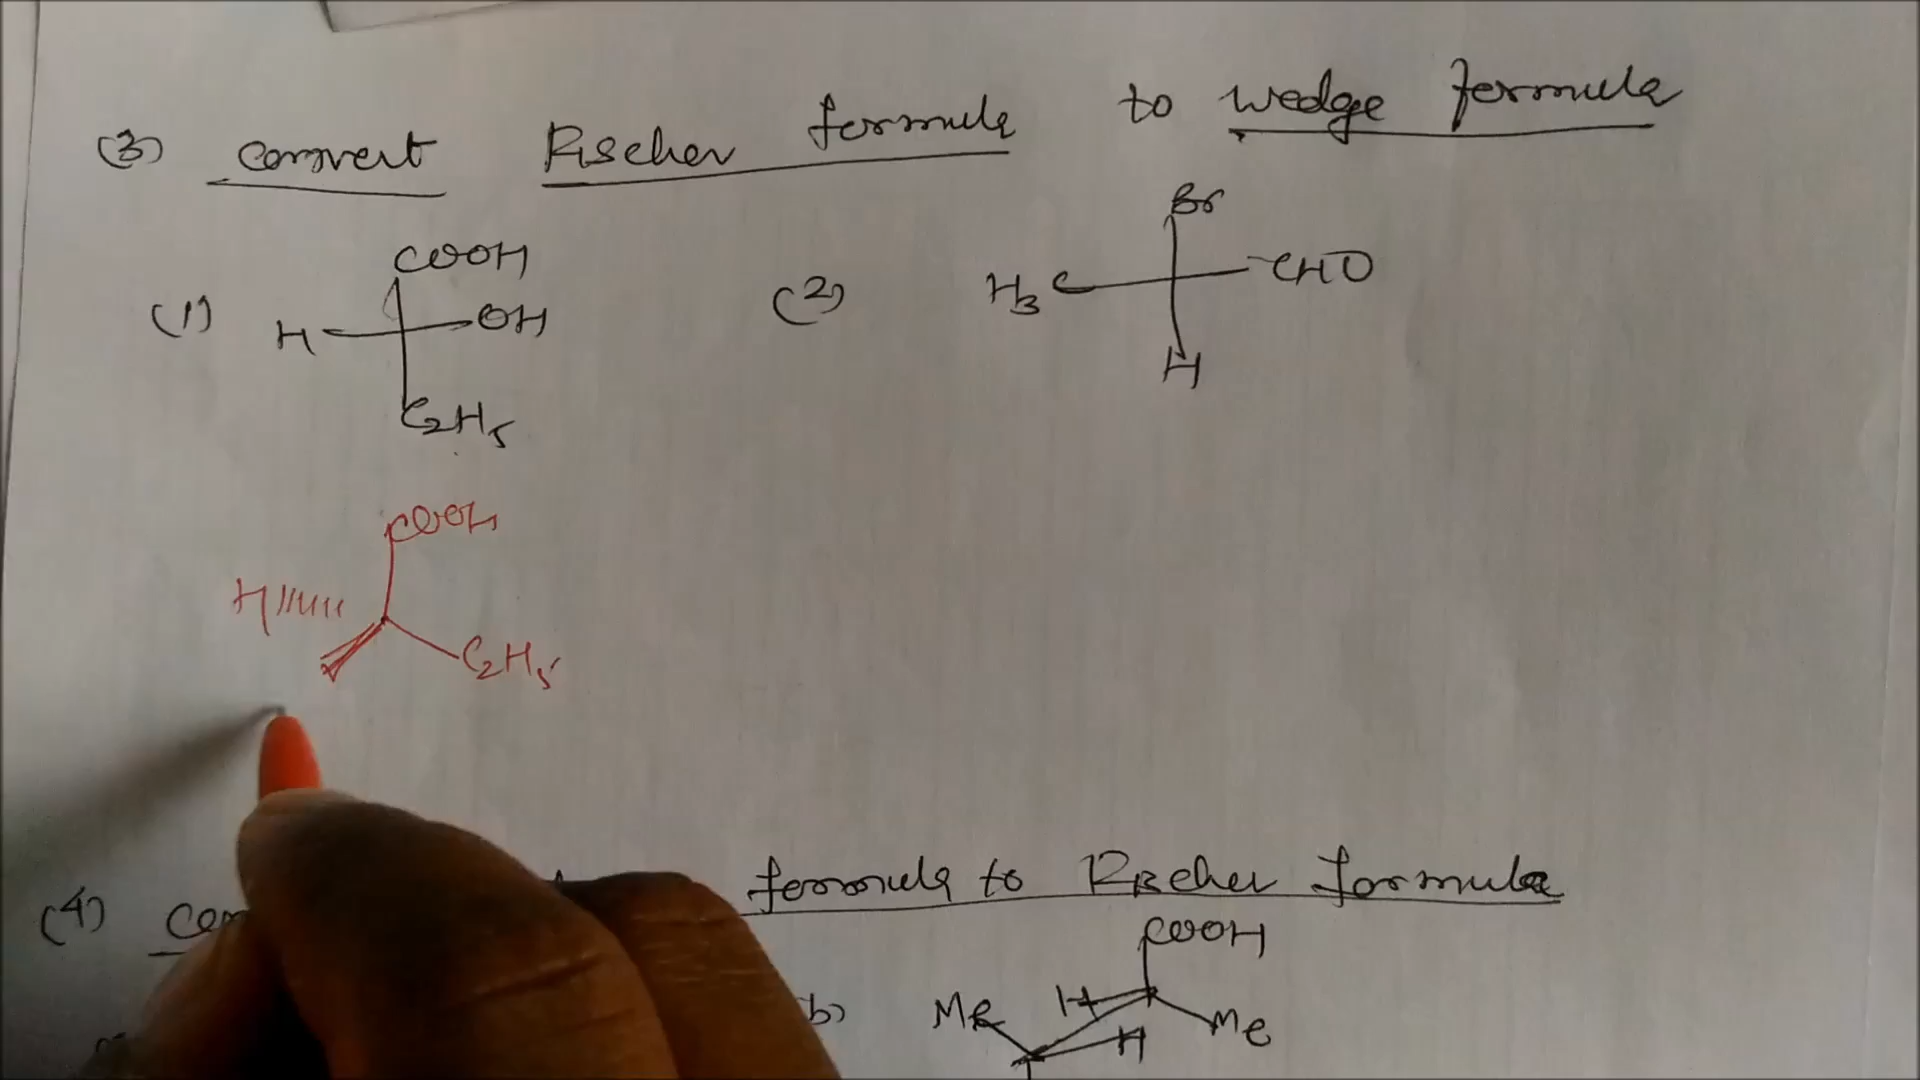 (3) convert Fischer formula to wedge formula
(1) COOH
H OH
C2H5
(2) Br
H3C CHO
H
COOH
H
C2H5
(4) formula to Fischer formula
b) COOH
Me H Me
H